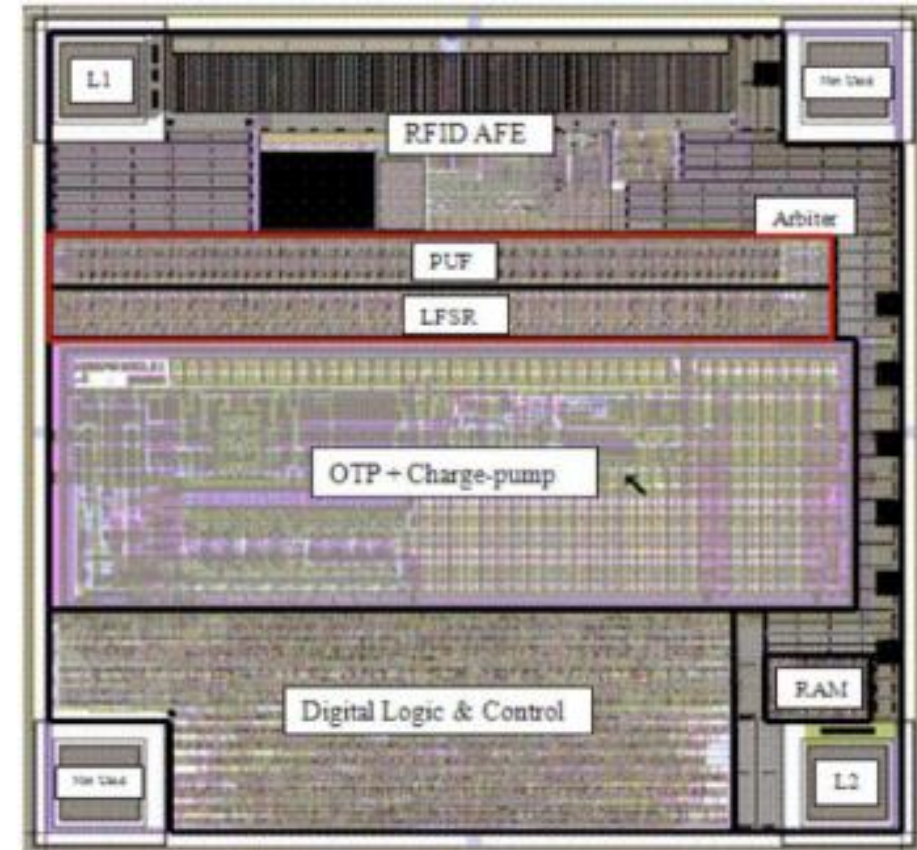 L1
Not Used
RFID AFE
Arbiter
PUF
LFSR
OTP + Charge-pump
RAM
Digital Logic & Control
Not Used
L2